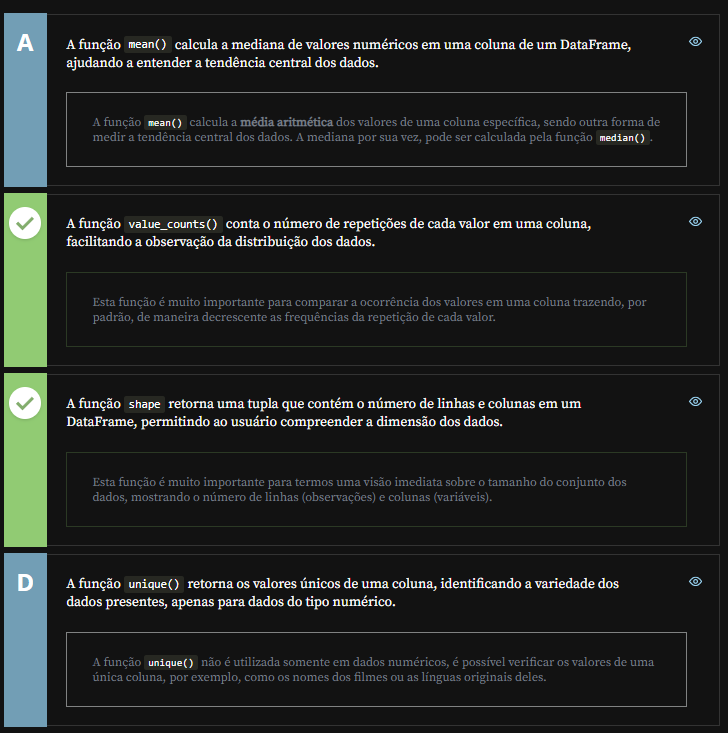 A
A função mean() calcula a mediana de valores numéricos em uma coluna de um DataFrame,
ajudando a entender a tendência central dos dados.
A função mean() calcula a média aritmética dos valores de uma coluna específica, sendo outra forma de
medir a tendência central dos dados. A mediana por sua vez, pode ser calculada pela função median().
A função value_counts() conta o número de repetições de cada valor em uma coluna,
facilitando a observação da distribuição dos dados.
Esta função é muito importante para comparar a ocorrência dos valores em uma coluna trazendo, por
padrão, de maneira decrescente as frequências da repetição de cada valor.
A função shape retorna uma tupla que contém o número de linhas e colunas em um
DataFrame, permitindo ao usuário compreender a dimensão dos dados.
Esta função é muito importante para termos uma visão imediata sobre o tamanho do conjunto dos
dados, mostrando o número de linhas (observações) e colunas (variáveis).
D
A função unique() retorna os valores únicos de uma coluna, identificando a variedade dos
dados presentes, apenas para dados do tipo numérico.
A função unique() não é utilizada somente em dados numéricos, é possível verificar os valores de uma
única coluna, por exemplo, como os nomes dos filmes ou as línguas originais deles.